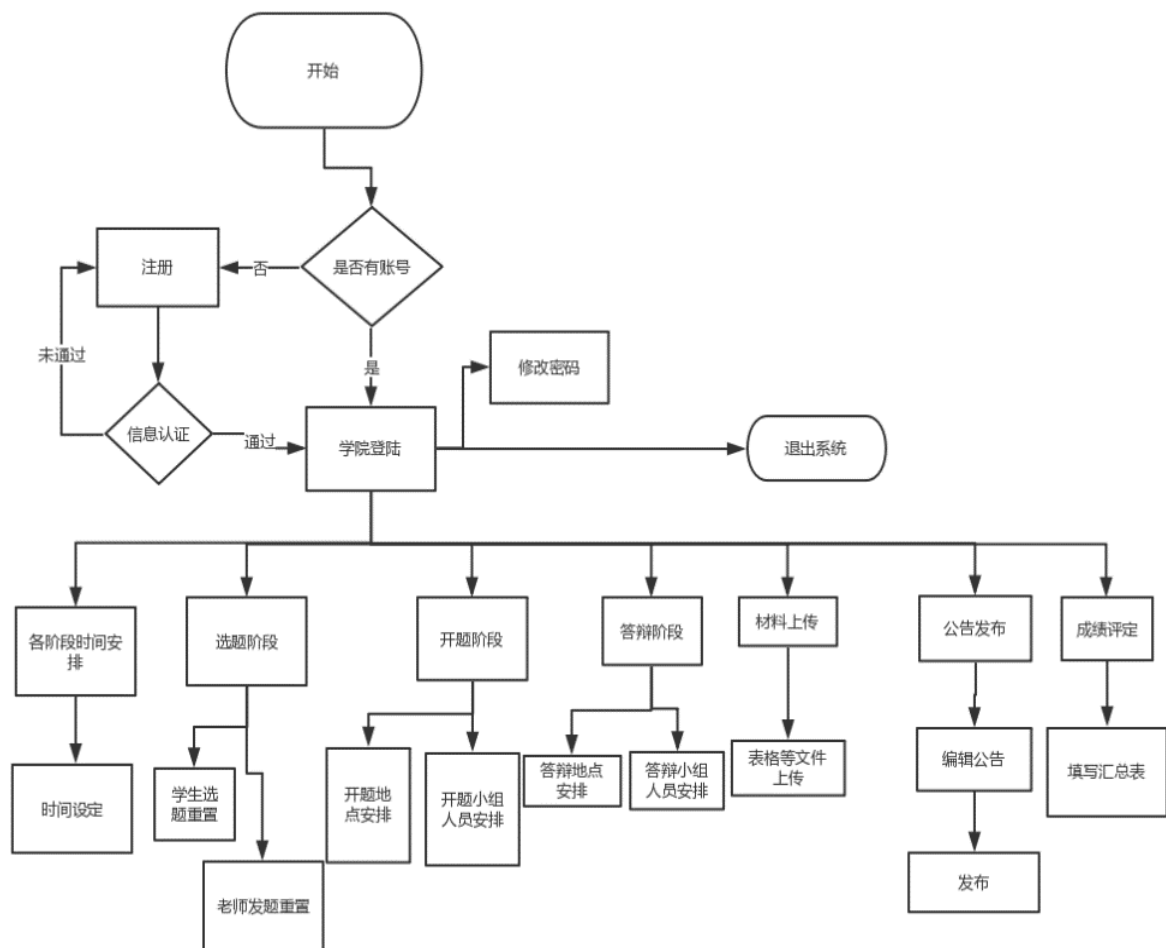 开始
是否有账号
注册
否
未通过
是
修改密码
信息认证
通过
学院登陆
退出系统
各阶段时间安
排
选题阶段
开题阶段
答辩阶段
材料上传
公告发布
成绩评定
时间设定
学生选
题重置
老师发题重置
开题地
点安排
开题小组
人员安排
答辩地点
安排
答辩小组
人员安排
表格等文件
上传
编辑公告
填写汇总表
发布